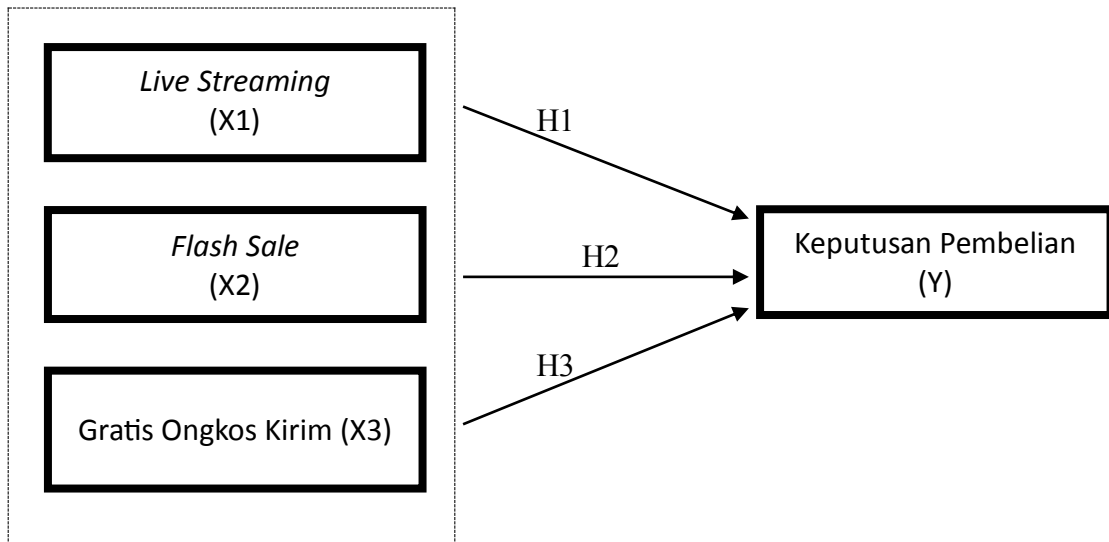 Live Streaming
(X1)
H1
Flash Sale
(X2)
H2
Keputusan Pembelian
(Y)
H3
Gratis Ongkos Kirim (X3)